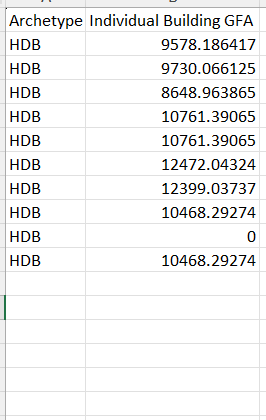 Archetype Individual Building GFA
HDB 9578.186417
HDB 9730.066125
HDB 8648.963865
HDB 10761.39065
HDB 10761.39065
HDB 12472.04324
HDB 12399.03737
HDB 10468.29274
HDB 0
HDB 10468.29274